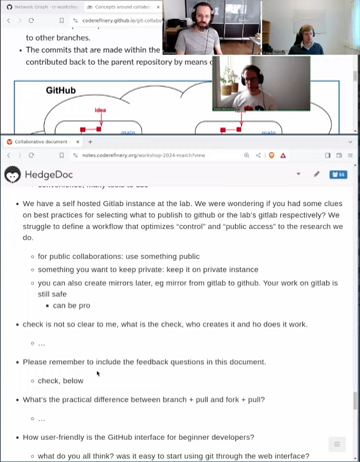 Network Graph · cr-workshop
Concepts around collabor
coderefinery.github.io/git-collabo
to other branches.
The commits that are made within the
contributed back to the parent repository by means o
GitHub
idea
main
main
Collaborative document -
notes.coderefinery.org/workshop-2024-march?view
HedgeDoc
We have a self hosted Gitlab instance at the lab. We were wondering if you had some clues
on best practices for selecting what to publish to github or the lab's gitlab respectively? We
struggle to define a workflow that optimizes “control” and “public access” to the research we
do.
for public collaborations: use something public
something you want to keep private: keep it on private instance
you can also create mirrors later, eg mirror from gitlab to github. Your work on gitlab is
still safe
can be pro
check is not so clear to me, what is the check, who creates it and ho does it work.
...
Please remember to include the feedback questions in this document.
check, below
What's the practical difference between branch + pull and fork + pull?
...
How user-friendly is the GitHub interface for beginner developers?
what do you all think? was it easy to start using git through the web interface?